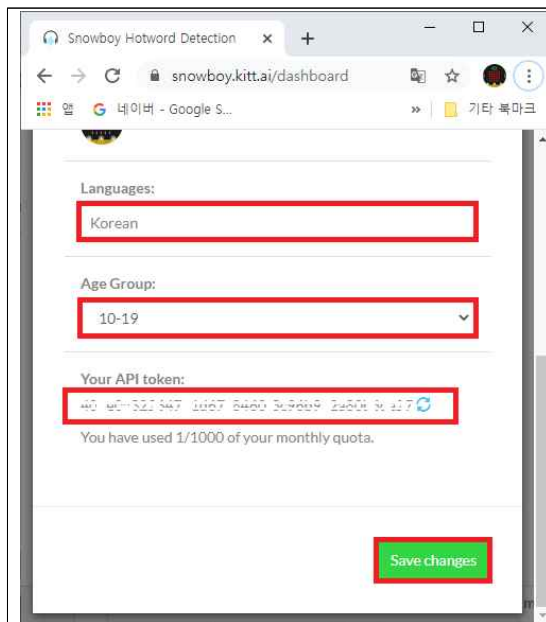 Snowboy Hotword Detection
snowboy.kitt.ai/dashboard
앱 네이버 - Google S... » 기타 북마크
Languages:
Korean
Age Group:
10-19
Your API token:
You have used 1/1000 of your monthly quota.
Save changes